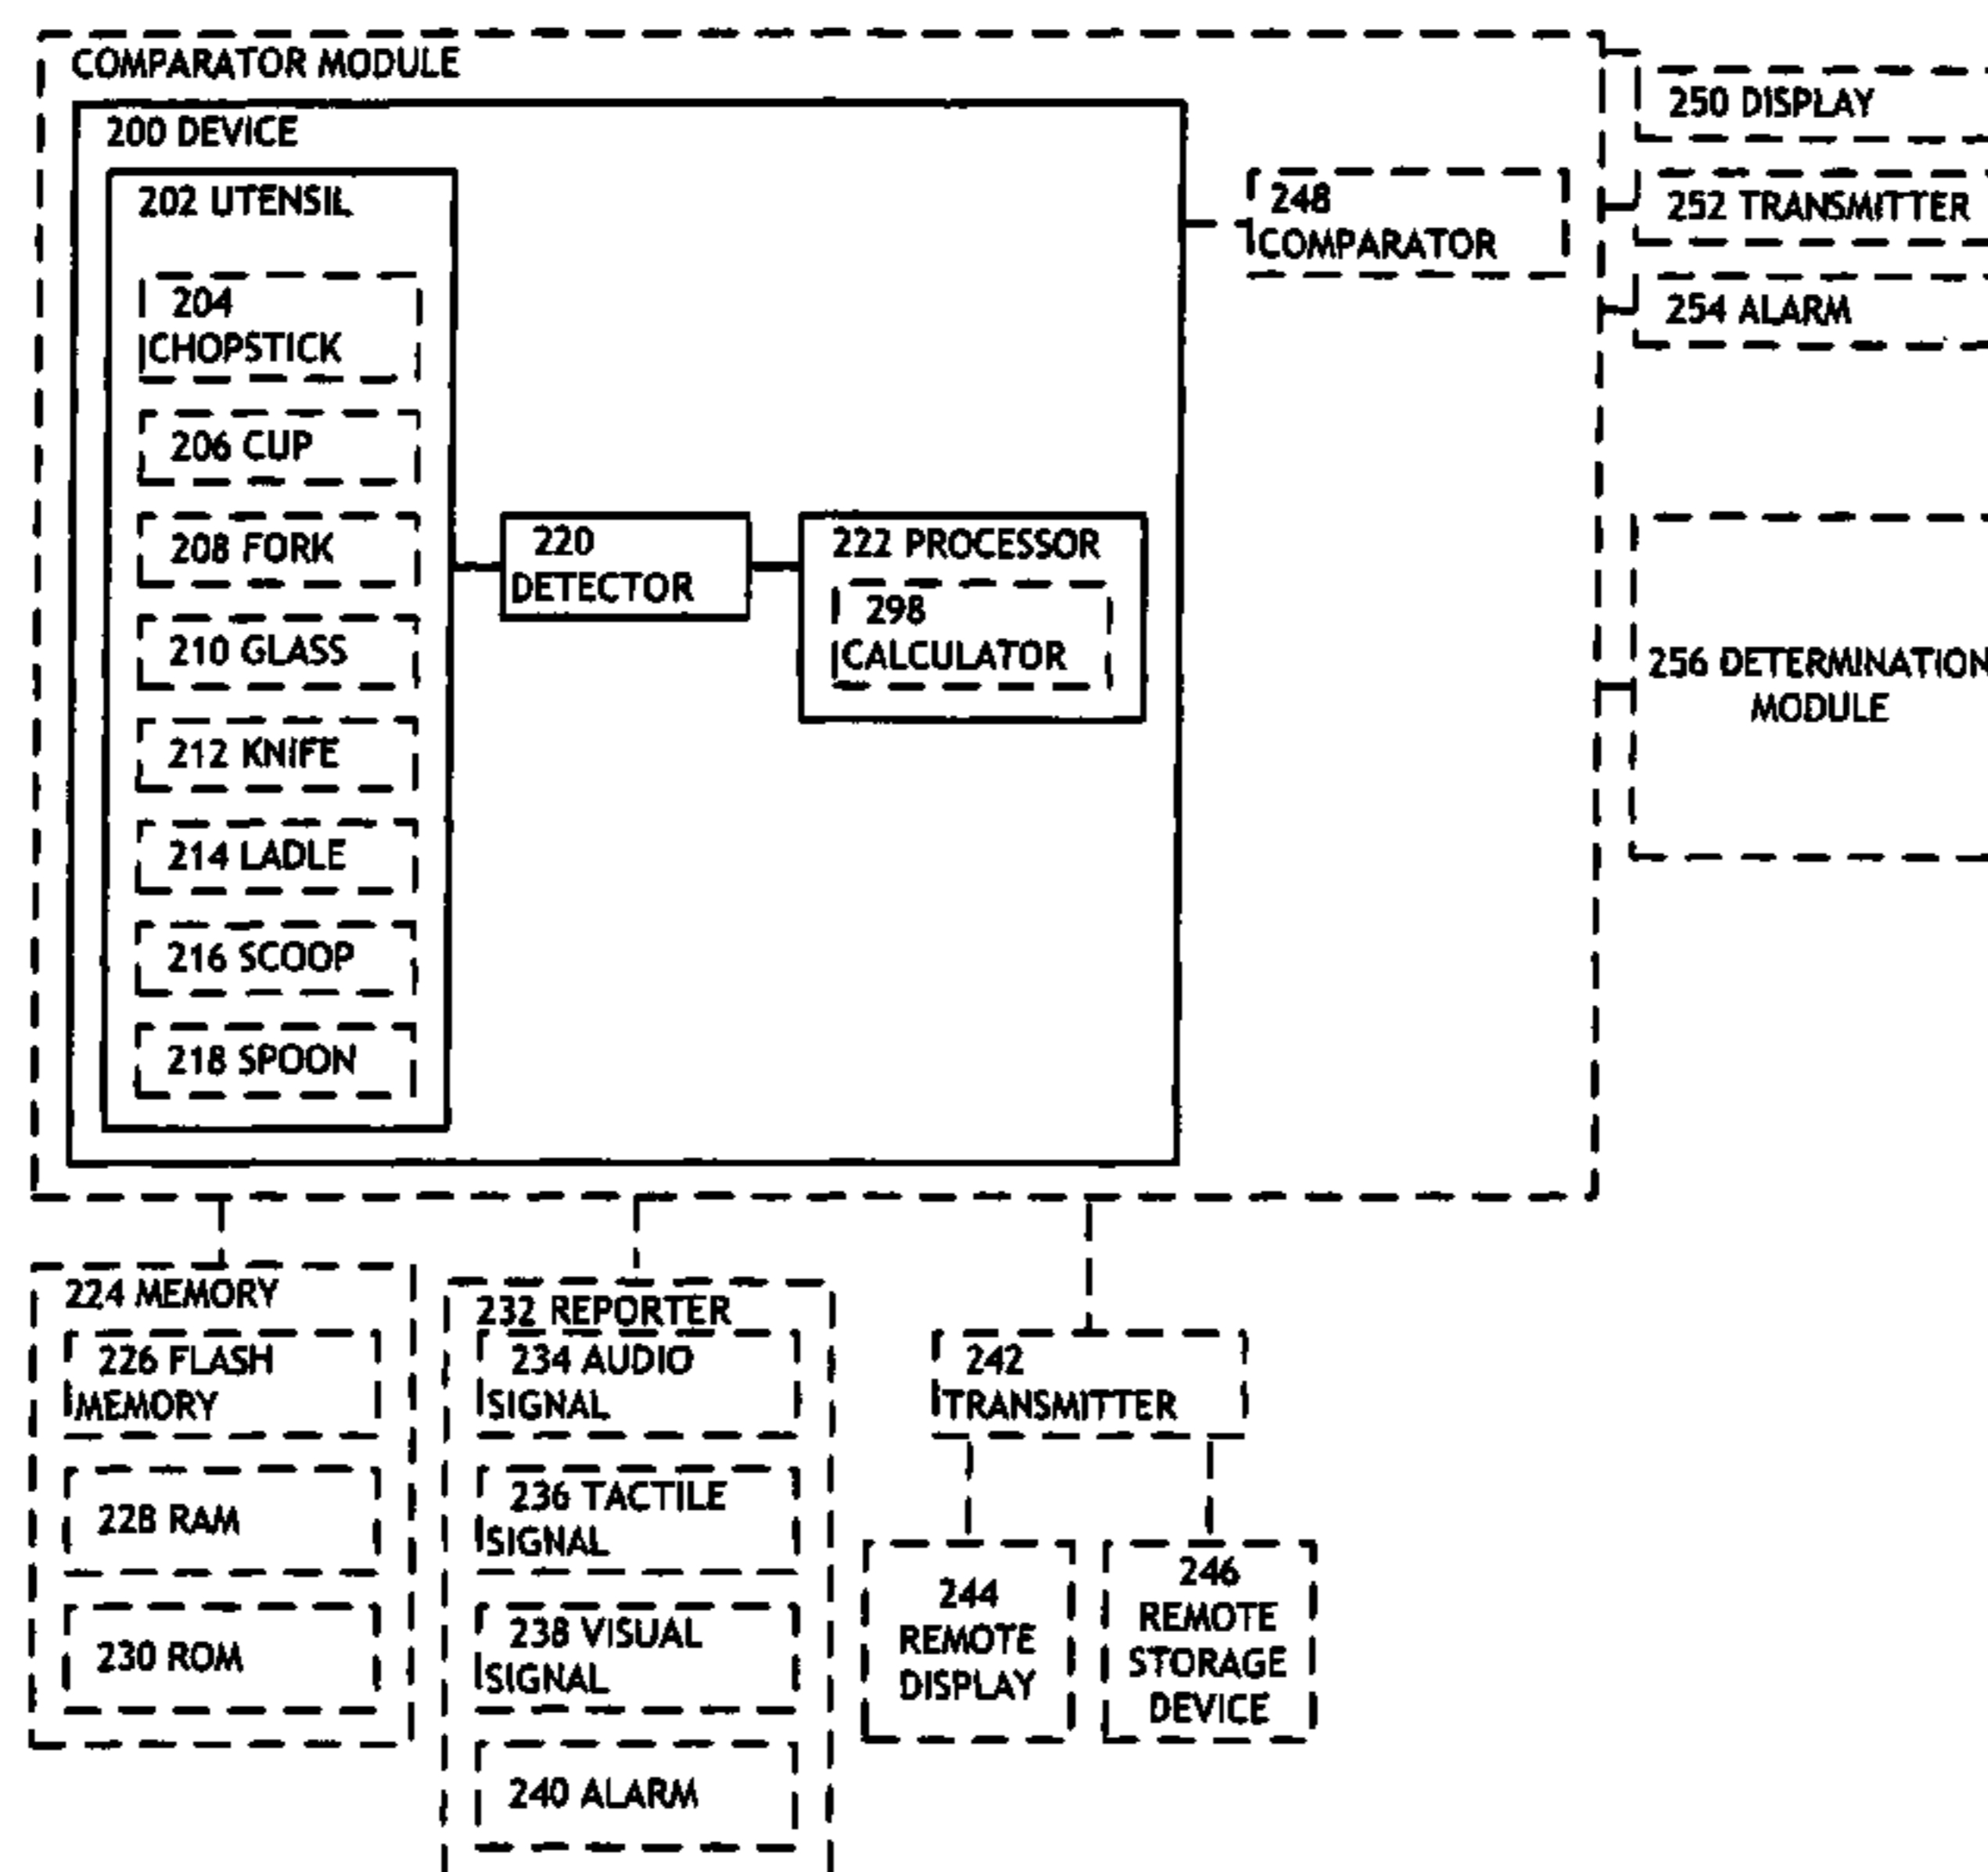 COMPARATOR MODULE
200 DEVICE
202 UTENSIL
204
CHOPSTICK
206 CUP
208 FORK
210 GLASS
212 KNIFE
214 LADLE
216 SCOOP
218 SPOON
220
DETECTOR
222 PROCESSOR
298
CALCULATOR
248
COMPARATOR
250 DISPLAY
252 TRANSMITTER
254 ALARM
256 DETERMINATION
MODULE
224 MEMORY
226 FLASH
MEMORY
228 RAM
230 ROM
232 REPORTER
234 AUDIO
SIGNAL
236 TACTILE
SIGNAL
238 VISUAL
SIGNAL
240 ALARM
242
TRANSMITTER
244
REMOTE
DISPLAY
246
REMOTE
STORAGE
DEVICE